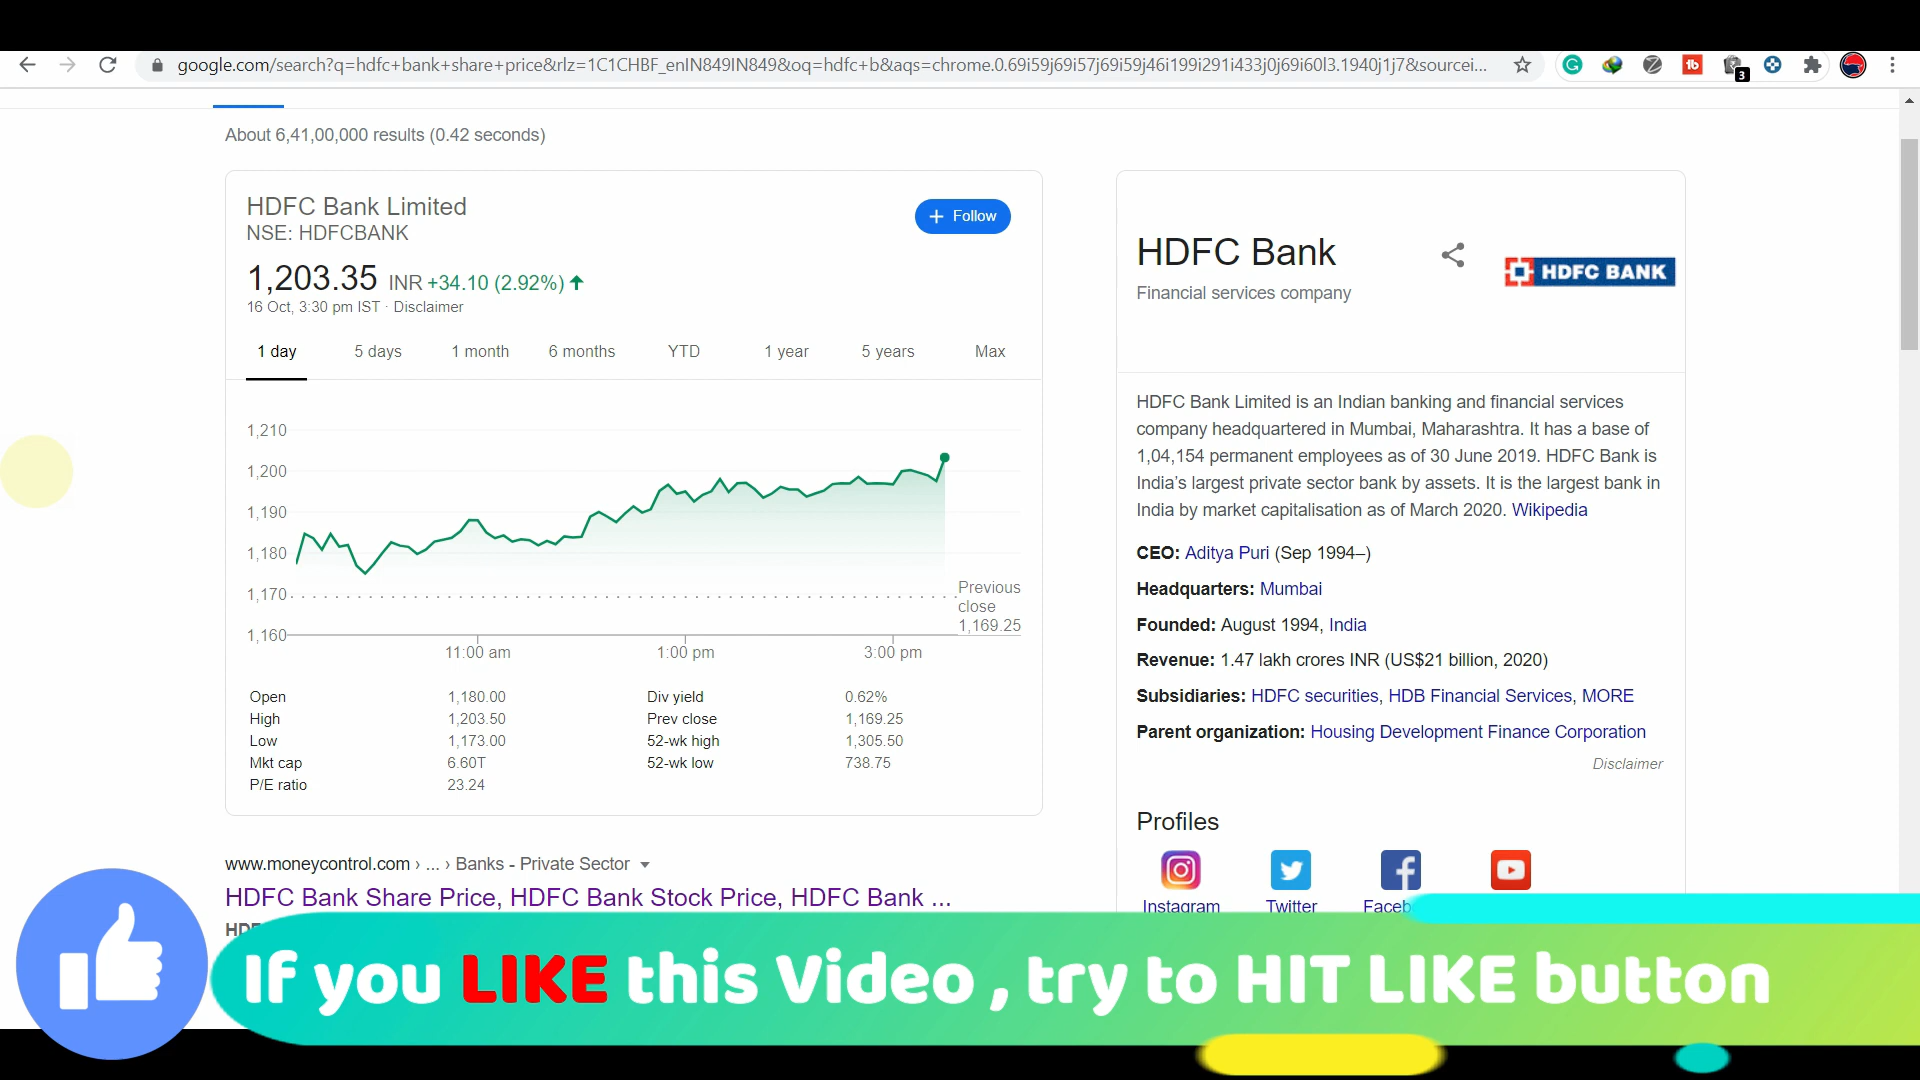 google.com/search?q=hdfc+bank+share+price&rlz=1C1CHBF_enIN849IN849&oq=hdfc+b&aqs=chrome.0.69i59j69i57j69i59j46i199i291i433j0j69i60l3.1940j1j7&sourcei...
3
About 6,41,00,000 results (0.42 seconds)
HDFC Bank Limited
NSE: HDFCBANK
+ Follow
1,203.35 INR +34.10 (2.92%)
16 Oct, 3:30 pm IST · Disclaimer
1 day 5 days 1 month 6 months YTD 1 year 5 years Max
1,210
1,200
1,190
1,180
1,170
1,160
Previous
close
1,169.25
11:00 am 1:00 pm 3:00 pm
Open 1,180.00 Div yield 0.62%
High 1,203.50 Prev close 1,169.25
Low 1,173.00 52-wk high 1,305.50
Mkt cap 6.60T 52-wk low 738.75
P/E ratio 23.24
www.moneycontrol.com › ... › Banks - Private Sector
HDFC Bank Share Price, HDFC Bank Stock Price, HDFC Bank ...
HDFC Bank
HDFC BANK
Financial services company
HDFC Bank Limited is an Indian banking and financial services
company headquartered in Mumbai, Maharashtra. It has a base of
1,04,154 permanent employees as of 30 June 2019. HDFC Bank is
India's largest private sector bank by assets. It is the largest bank in
India by market capitalisation as of March 2020. Wikipedia
CEO: Aditya Puri (Sep 1994–)
Headquarters: Mumbai
Founded: August 1994, India
Revenue: 1.47 lakh crores INR (US$21 billion, 2020)
Subsidiaries: HDFC securities, HDB Financial Services, MORE
Parent organization: Housing Development Finance Corporation
Disclaimer
Profiles
Instagram Twitter Faceb
If you LIKE this Video , try to HIT LIKE button